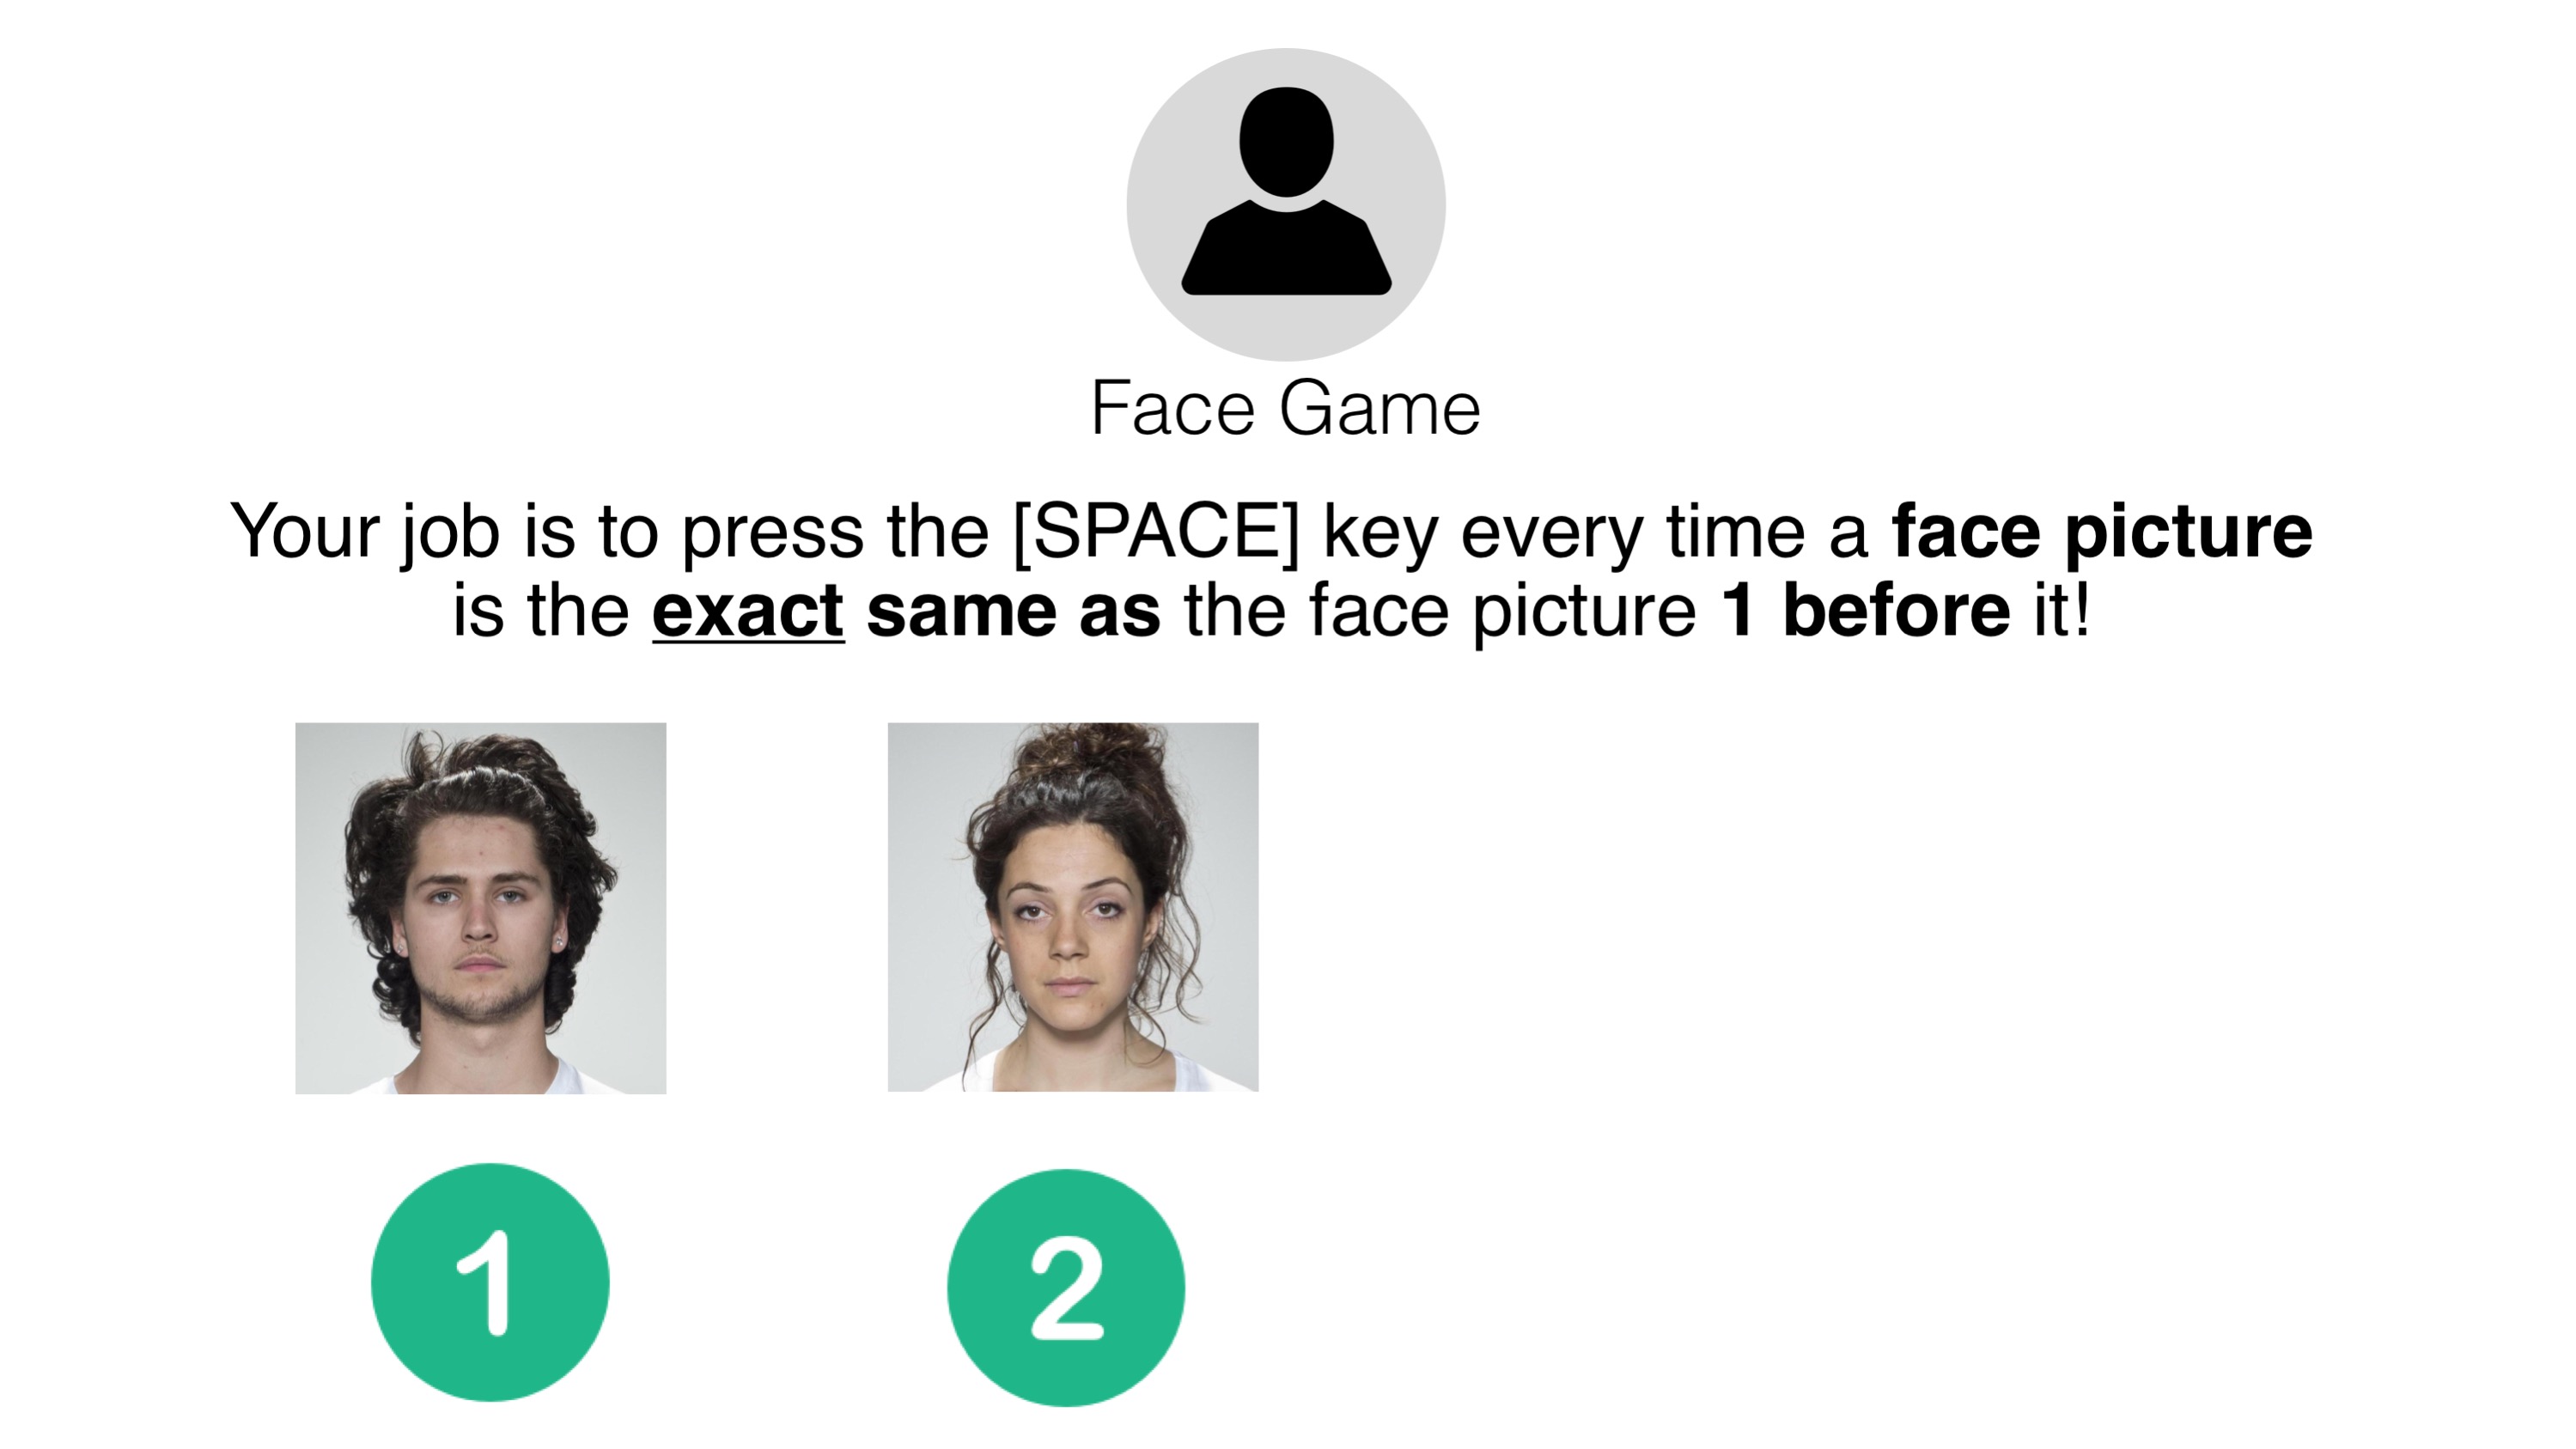 Face Game
Your job is to press the [SPACE] key every time a face picture
is the exact same as the face picture 1 before it!
1
2